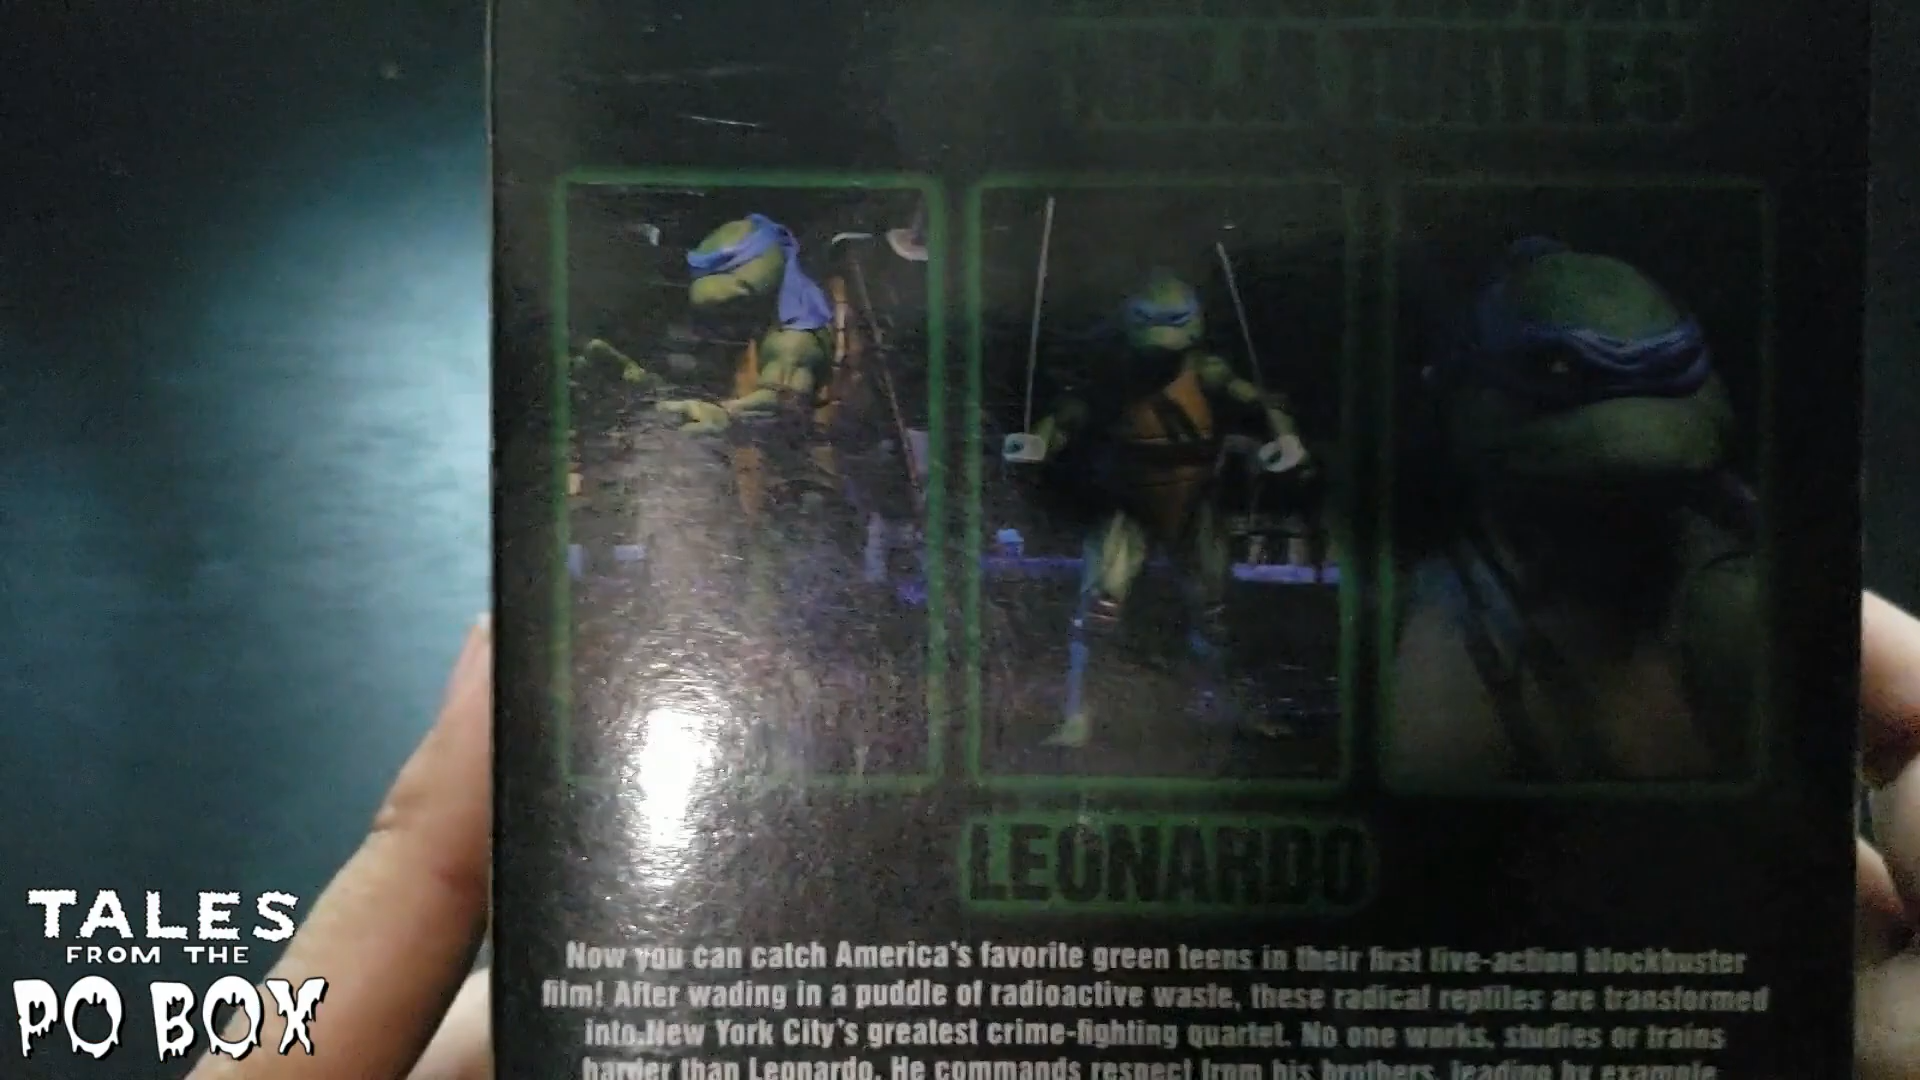 NINJA TURTLES
LEONARDO
Now you can catch America's favorite green teens in their first live-action blockbuster
film! After wading in a puddle of radioactive waste, these radical reptiles are transformed
into New York City's greatest crime-fighting quartet. No one works, studies or trains
harder than Leonardo. He commands respect from his brothers, leading by example
TALES
FROM THE
PO BOX